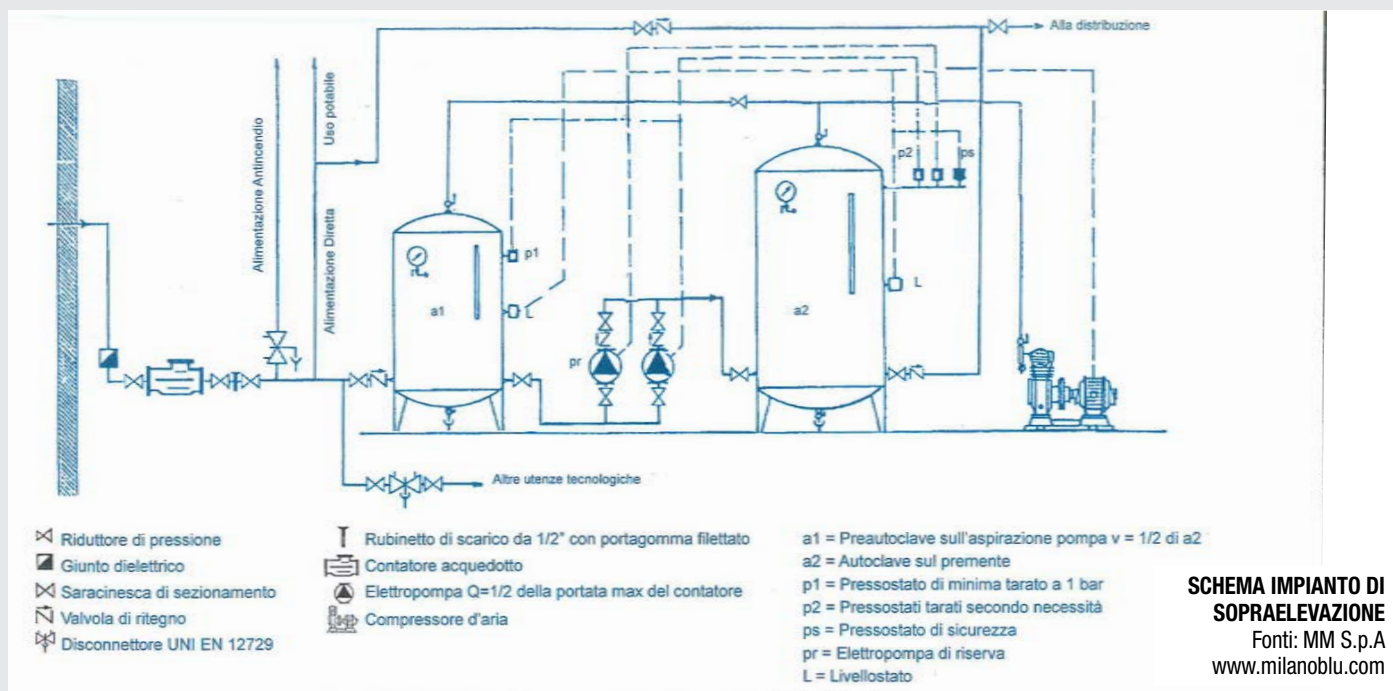 Alla distribuzione
Alimentazione Antincendio
Uso potabile
Alimentazione Diretta
p1
L
a1
pr
a2
p2
ps
L
Altre utenze tecnologiche
Riduttore di pressione
Giunto dielettrico
Saracinesca di sezionamento
Valvola di ritegno
Disconnettore UNI EN 12729
Rubinetto di scarico da 1/2" con portagomma filettato
Contatore acquedotto
Elettropompa Q=1/2 della portata max del contatore
Compressore d'aria
a1 = Preautoclave sull'aspirazione pompa v = 1/2 di a2
a2 = Autoclave sul premente
p1 = Pressostato di minima tarato a 1 bar
p2 = Pressostati tarati secondo necessità
ps = Pressostato di sicurezza
pr = Elettropompa di riserva
L = Livellostato
SCHEMA IMPIANTO DI
SOPRAELEVAZIONE
Fonti: MM S.p.A
www.milanoblu.com